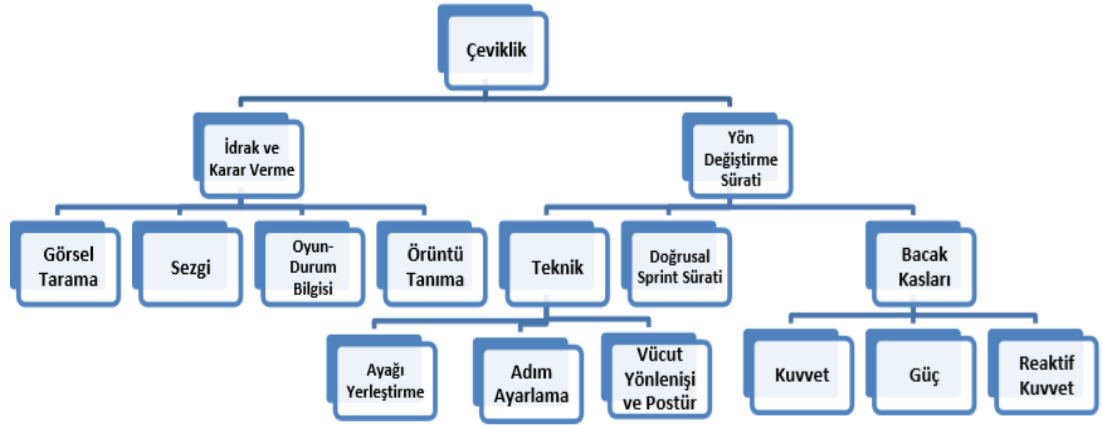 Çeviklik
İdrak ve
Karar Verme
Yön
Değiştirme
Sürati
Görsel
Tarama
Sezgi
Oyun-
Durum
Bilgisi
Örüntü
Tanıma
Teknik
Doğrusal
Sprint Sürati
Bacak
Kasları
Ayağı
Yerleştirme
Adım
Ayarlama
Vücut
Yönlenişi
ve Postür
Kuvvet
Güç
Reaktif
Kuvvet